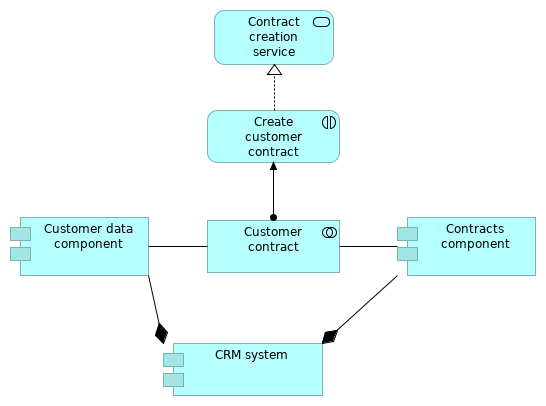 Contract
creation
service
Create
customer
contract
Customer data
component
Customer
contract
Contracts
component
CRM system